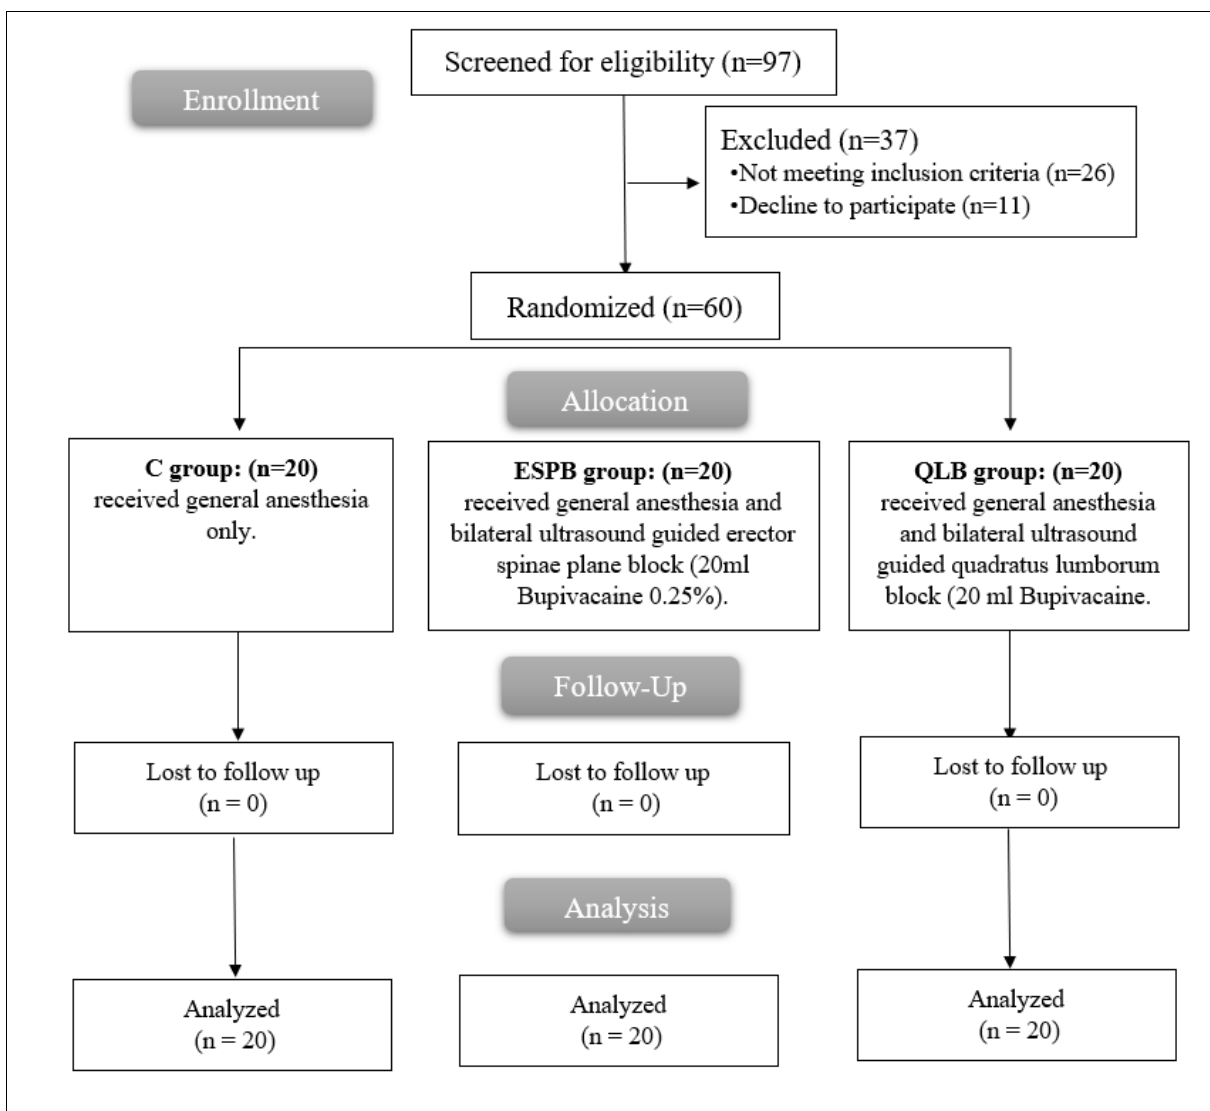 Screened for eligibility (n=97)
Enrollment
Excluded (n=37)
•Not meeting inclusion criteria (n=26)
•Decline to participate (n=11)
Randomized (n=60)
Allocation
C group: (n=20)
received general anesthesia
only.
ESPB group: (n=20)
received general anesthesia and
bilateral ultrasound guided erector
spinae plane block (20ml
Bupivacaine 0.25%).
QLB group: (n=20)
received general anesthesia
and bilateral ultrasound
guided quadratus lumborum
block (20 ml Bupivacaine.
Follow-Up
Lost to follow up
(n = 0)
Lost to follow up
(n = 0)
Lost to follow up
(n = 0)
Analysis
Analyzed
(n = 20)
Analyzed
(n = 20)
Analyzed
(n = 20)